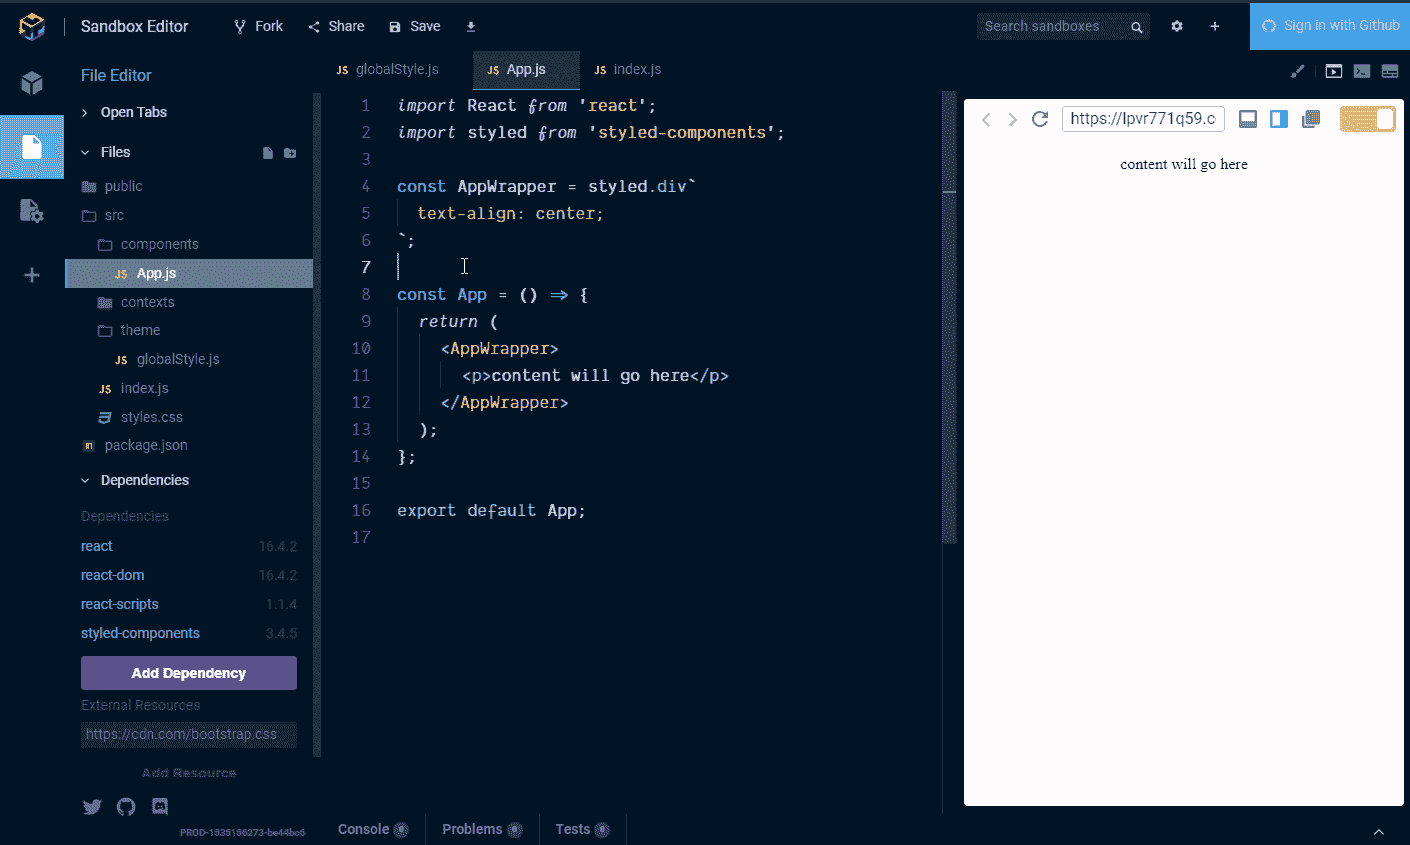 Sandbox Editor
Fork
Share
Save
Search sandboxes
Sign in with Github
File Editor
Open Tabs
Files
public
src
components
JS App.js
contexts
theme
JS globalStyle.js
JS index.js
styles.css
package.json
Dependencies
Dependencies
react 16.4.2
react-dom 16.4.2
react-scripts 1.1.4
styled-components 3.4.5
Add Dependency
External Resources
https://cdn.com/bootstrap.css
Add Resource
JS globalStyle.js
JS App.js
JS index.js
1 import React from 'react';
2 import styled from 'styled-components';
3
4 const AppWrapper = styled.div`
5 text-align: center;
6 `;
7
8 const App = () => {
9 return (
10 <AppWrapper>
11 <p>content will go here</p>
12 </AppWrapper>
13 );
14 };
15
16 export default App;
17
https://lpvr771q59.c
content will go here
Console 0
Problems 0
Tests 0